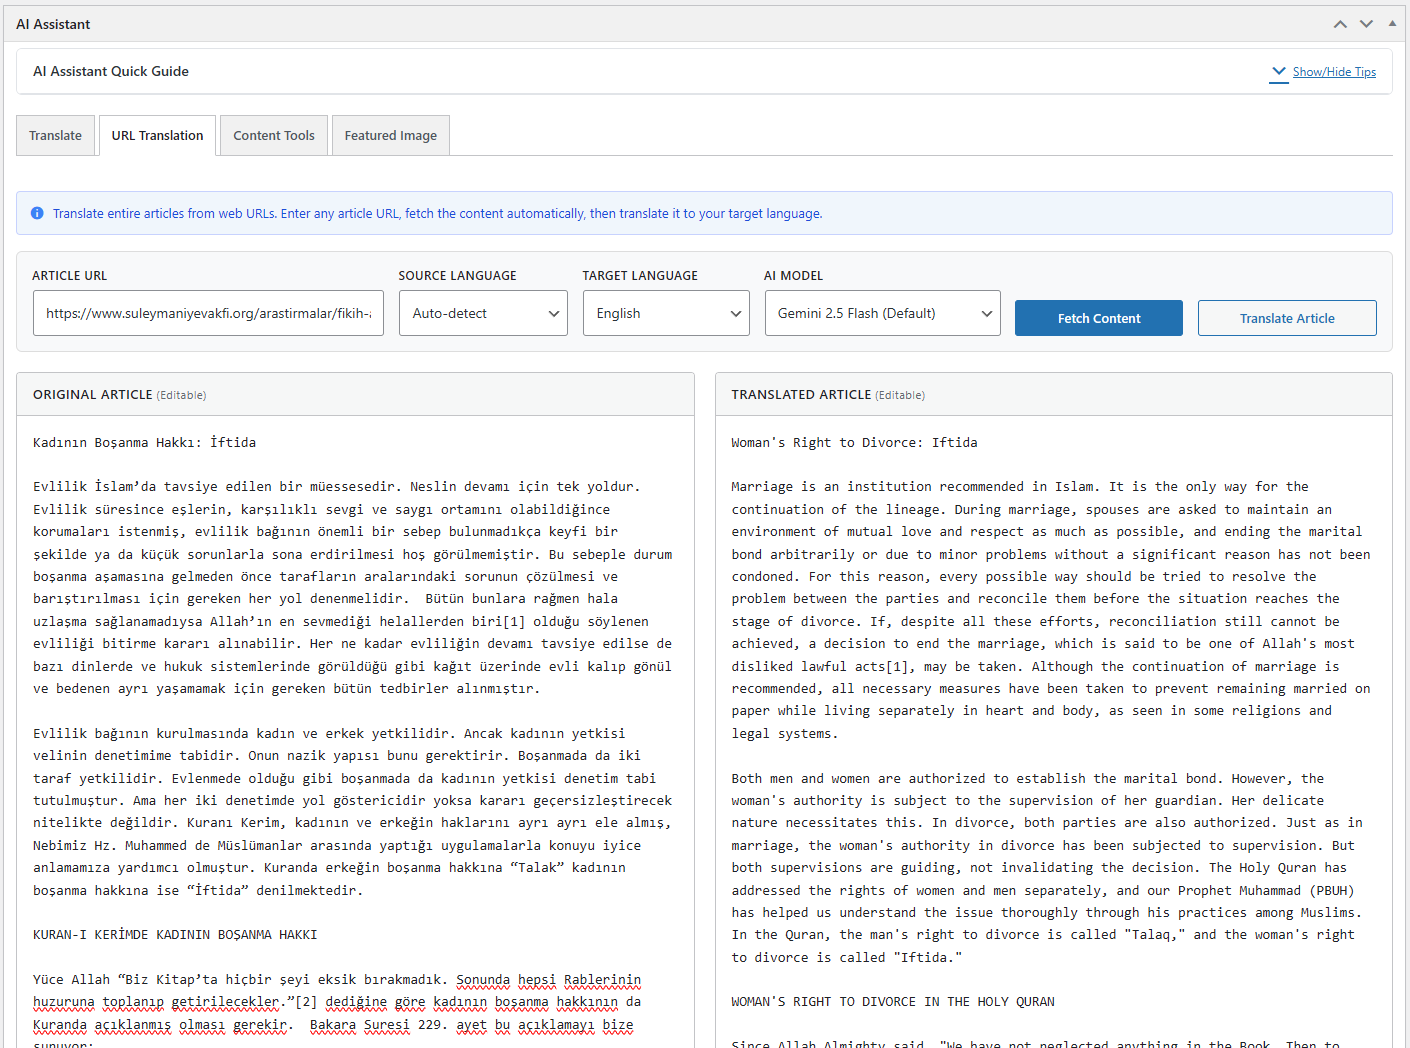 AI Assistant
AI Assistant Quick Guide
Show/Hide Tips
Translate
URL Translation
Content Tools
Featured Image
Translate entire articles from web URLs. Enter any article URL, fetch the content automatically, then translate it to your target language.
ARTICLE URL
SOURCE LANGUAGE
TARGET LANGUAGE
AI MODEL
https://www.suleymaniyevakfi.org/arastirmalar/fikih-a
Auto-detect
English
Gemini 2.5 Flash (Default)
Fetch Content
Translate Article
ORIGINAL ARTICLE (Editable)
Kadının Boşanma Hakkı: İftida
Evlilik İslam’da tavsiye edilen bir müessesedir. Neslin devamı için tek yoldur.
Evlilik süresince eşlerin, karşılıklı sevgi ve saygı ortamını olabildiğince
korumaları istenmiş, evlilik bağının önemli bir sebep bulunmadıkça keyfi bir
şekilde ya da küçük sorunlarla sona erdirilmesi hoş görülmemiştir. Bu sebeple durum
boşanma aşamasına gelmeden önce tarafların aralarındaki sorunun çözülmesi ve
barıştırılması için gereken her yol denenmelidir.  Bütün bunlara rağmen hala
uzlaşma sağlanamadıysa Allah’ın en sevmediği helallerden biri[1] olduğu söylenen
evliliği bitirme kararı alınabilir. Her ne kadar evliliğin devamı tavsiye edilse de
bazı dinlerde ve hukuk sistemlerinde görüldüğü gibi kağıt üzerinde evli kalıp gönül
ve bedenen ayrı yaşamamak için gereken bütün tedbirler alınmıştır.
Evlilik bağının kurulmasında kadın ve erkek yetkilidir. Ancak kadının yetkisi
velinin denetimime tabidir. Onun nazik yapısı bunu gerektirir. Boşanmada da iki
taraf yetkilidir. Evlenmede olduğu gibi boşanmada da kadının yetkisi denetim tabi
tutulmuştur. Ama her iki denetimde yol göstericidir yoksa kararı geçersizleştirecek
nitelikte değildir. Kuranı Kerim, kadının ve erkeğin haklarını ayrı ayrı ele almış,
Nebimiz Hz. Muhammed de Müslümanlar arasında yaptığı uygulamalarla konuyu iyice
anlamamıza yardımcı olmuştur. Kuranda erkeğin boşanma hakkına “Talak” kadının
boşanma hakkına ise “İftida” denilmektedir.
KURAN-I KERİMDE KADININ BOŞANMA HAKKI
Yüce Allah “Biz Kitap’ta hiçbir şeyi eksik bırakmadık. Sonunda hepsi Rablerinin
huzuruna toplanıp getirilecekler.”[2] dediğine göre kadının boşanma hakkının da
Kuranda açıklanmış olması gerekir.  Bakara Suresi 229. ayet bu açıklamayı bize
sunuyor:
TRANSLATED ARTICLE (Editable)
Woman's Right to Divorce: Iftida
Marriage is an institution recommended in Islam. It is the only way for the
continuation of the lineage. During marriage, spouses are asked to maintain an
environment of mutual love and respect as much as possible, and ending the marital
bond arbitrarily or due to minor problems without a significant reason has not been
condoned. For this reason, every possible way should be tried to resolve the
problem between the parties and reconcile them before the situation reaches the
stage of divorce. If, despite all these efforts, reconciliation still cannot be
achieved, a decision to end the marriage, which is said to be one of Allah's most
disliked lawful acts[1], may be taken. Although the continuation of marriage is
recommended, all necessary measures have been taken to prevent remaining married on
paper while living separately in heart and body, as seen in some religions and
legal systems.
Both men and women are authorized to establish the marital bond. However, the
woman's authority is subject to the supervision of her guardian. Her delicate
nature necessitates this. In divorce, both parties are also authorized. Just as in
marriage, the woman's authority in divorce has been subjected to supervision. But
both supervisions are guiding, not invalidating the decision. The Holy Quran has
addressed the rights of women and men separately, and our Prophet Muhammad (PBUH)
has helped us understand the issue thoroughly through his practices among Muslims.
In the Quran, the man's right to divorce is called "Talaq," and the woman's right
to divorce is called "Iftida."
WOMAN'S RIGHT TO DIVORCE IN THE HOLY QURAN
Since Allah Almighty said, "We have not neglected anything in the Book. Then to